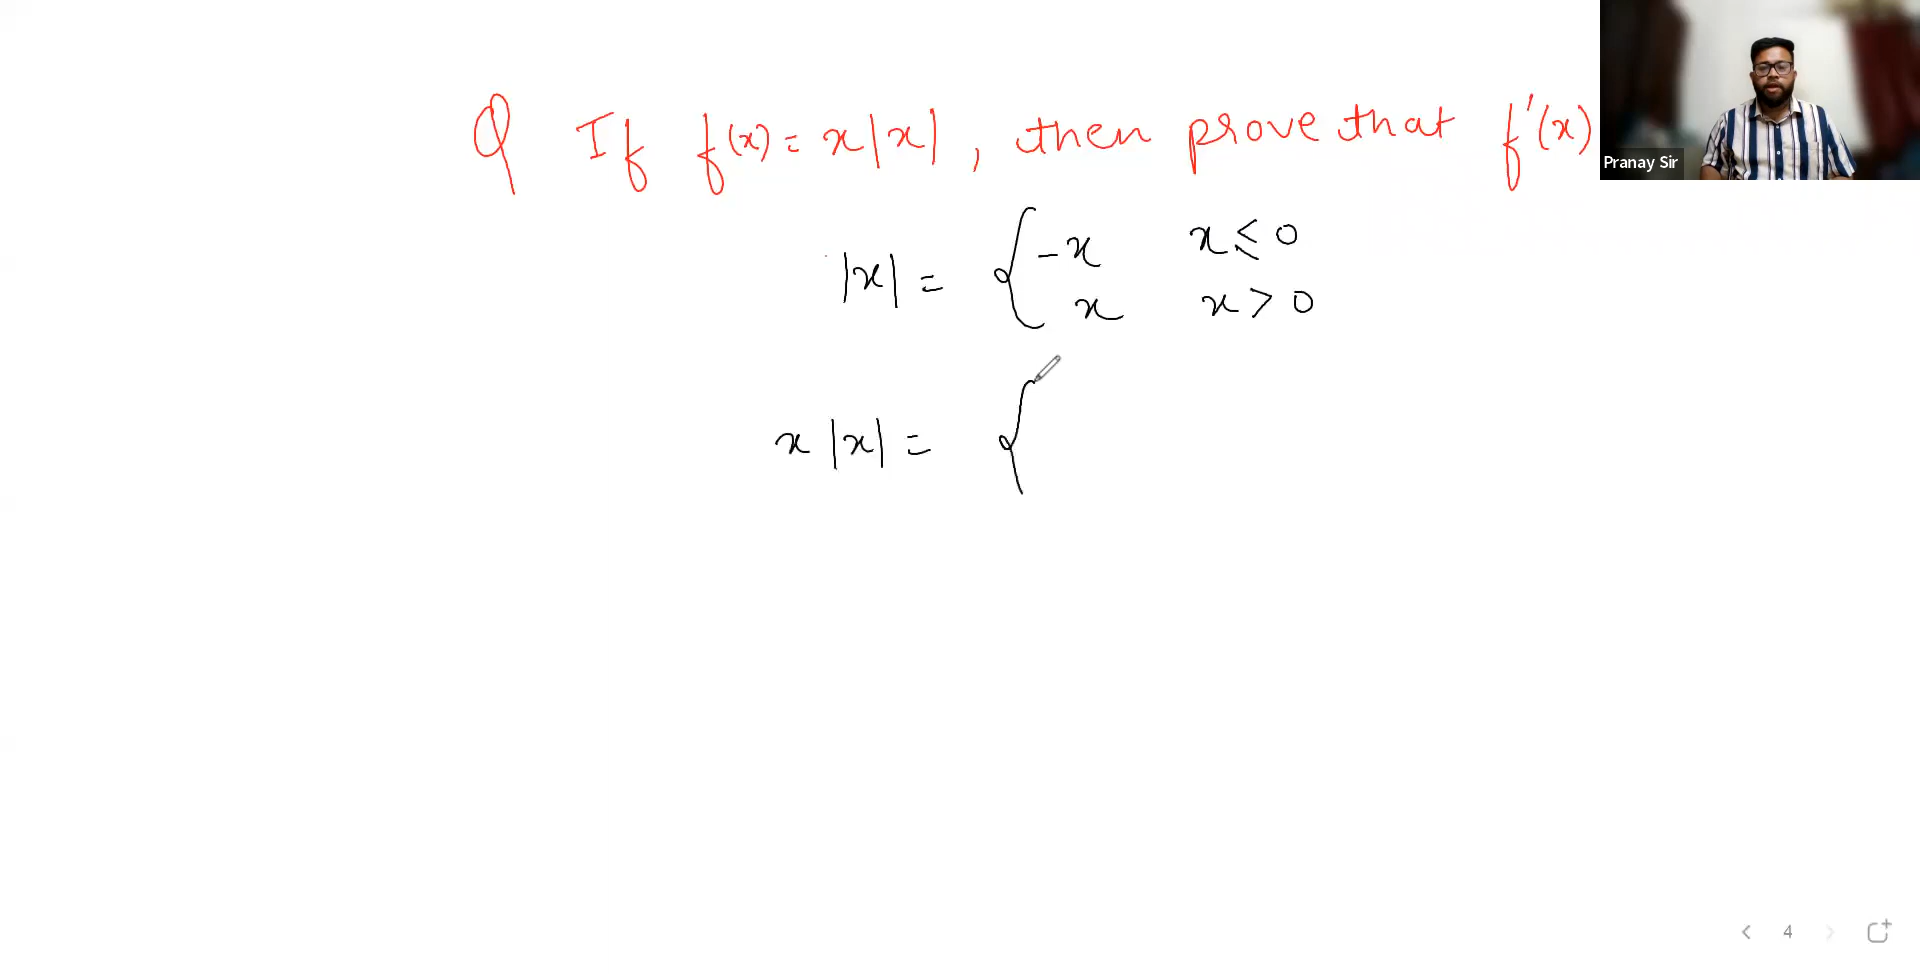 Q If f(x) = x|x|, then prove that f'(x)
Pranay Sir
|x| = { -x x ≤ 0
x x > 0
x |x| = {
4